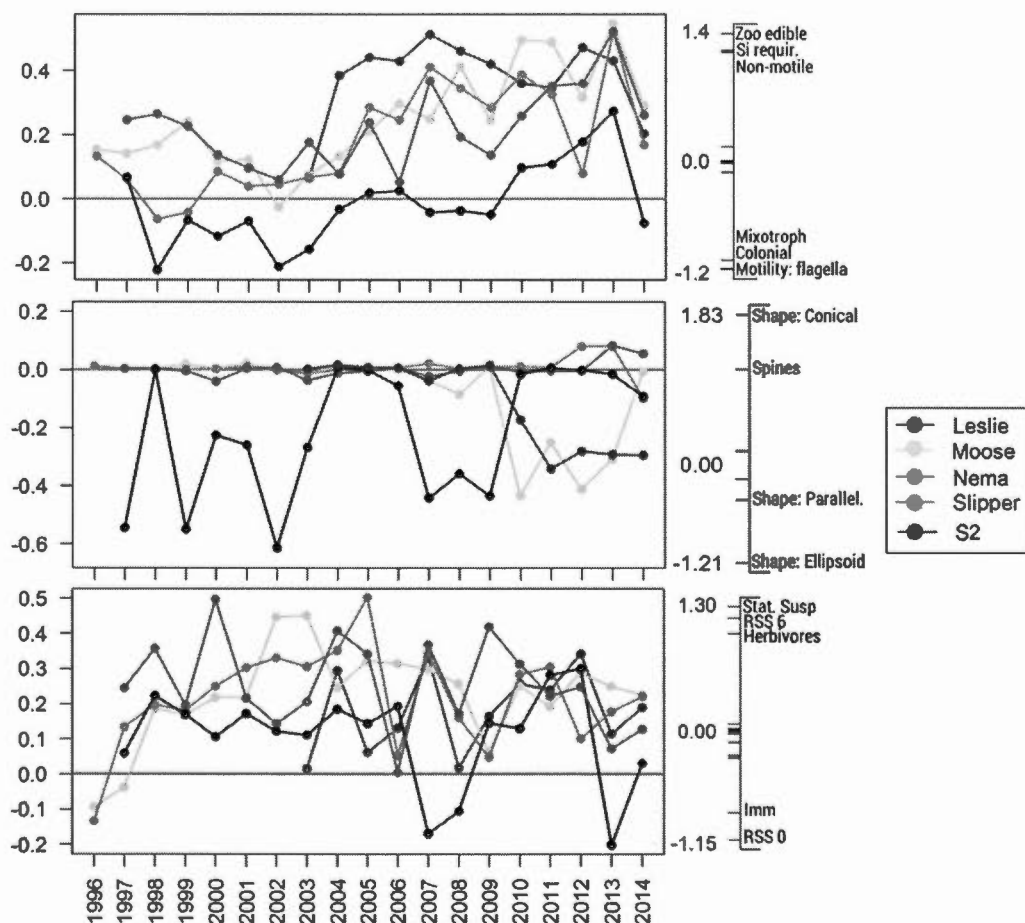 0.4
0.2
0.0
-0.2
1.4
0.0
-1.2
Zoo edible
Si requir.
Non-motile
Mixotroph
Colonial
Motility: flagella
0.2
0.0
-0.2
-0.4
-0.6
1.83
0.00
-1.21
Shape: Conical
Spines
Shape: Parallel.
Shape: Ellipsoid
Leslie
Moose
Nema
Slipper
S2
0.5
0.4
0.3
0.2
0.1
0.0
-0.1
-0.2
1.30
0.00
-1.15
Stat. Susp
RSS 6
Herbivores
Imm
RSS 0
1996
1997
1998
1999
2000
2001
2002
2003
2004
2005
2006
2007
2008
2009
2010
2011
2012
2013
2014